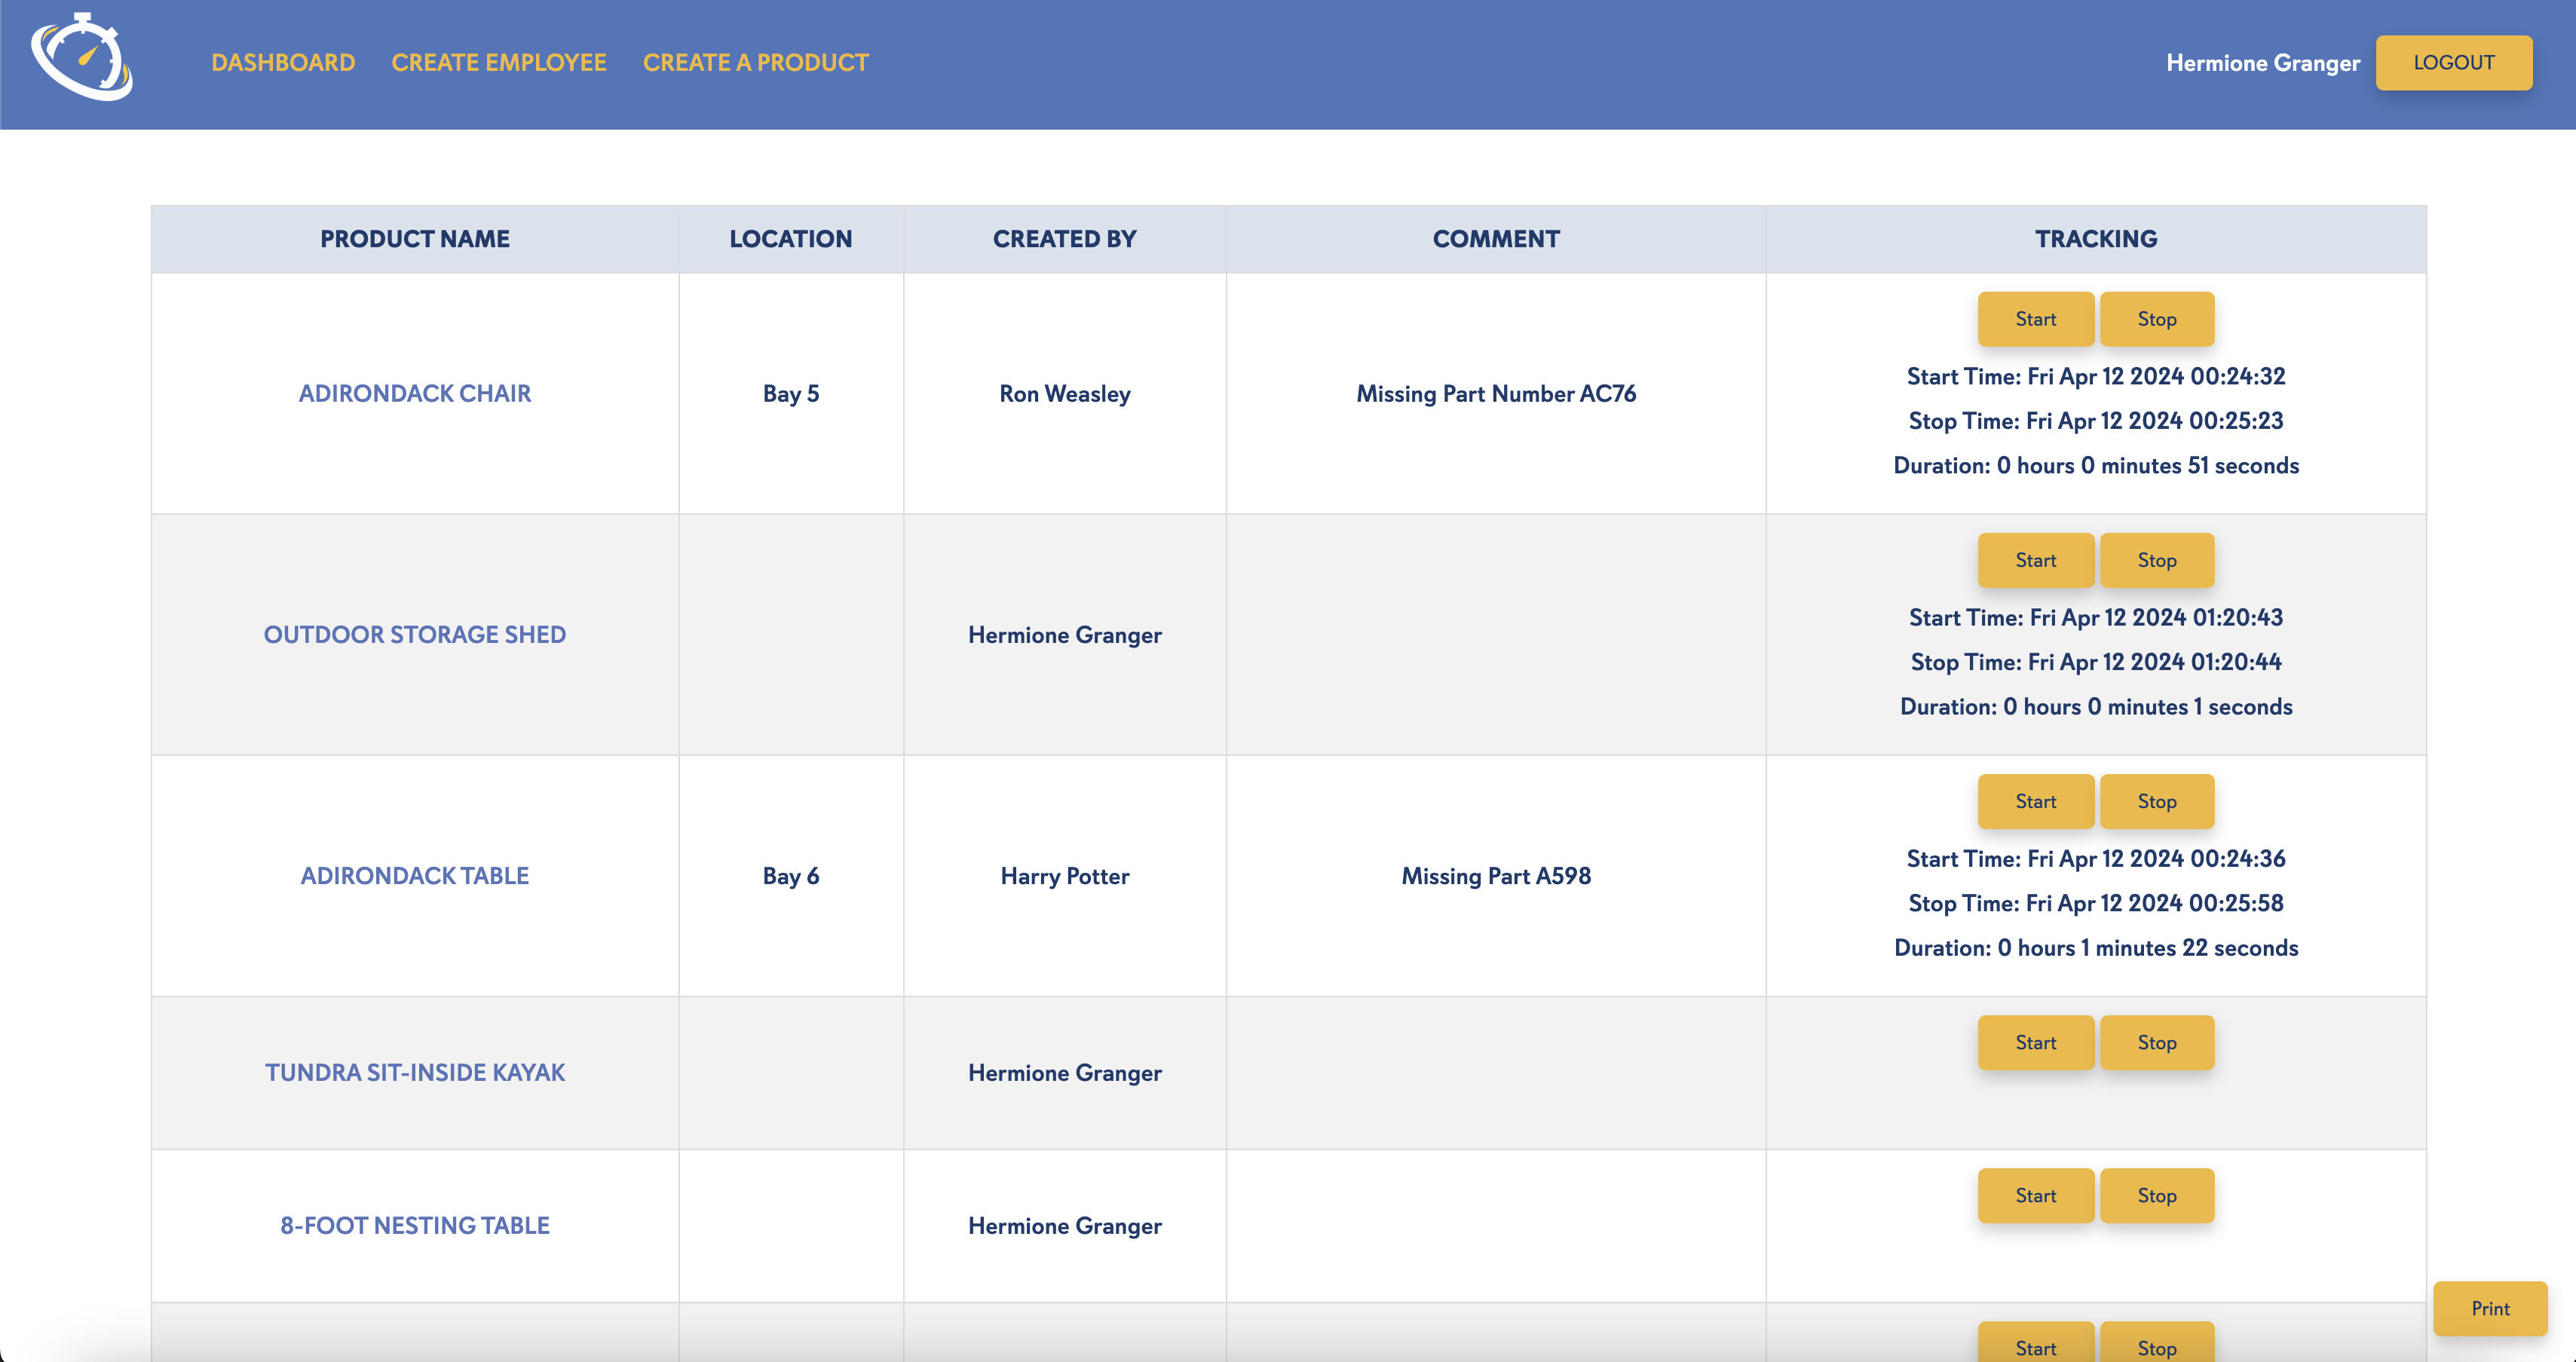 DASHBOARD CREATE EMPLOYEE CREATE A PRODUCT Hermione Granger LOGOUT
PRODUCT NAME LOCATION CREATED BY COMMENT TRACKING
Start Stop
ADIRONDACK CHAIR Bay 5 Ron Weasley Missing Part Number AC76
Start Time: Fri Apr 12 2024 00:24:32
Stop Time: Fri Apr 12 2024 00:25:23
Duration: 0 hours 0 minutes 51 seconds
Start Stop
OUTDOOR STORAGE SHED Hermione Granger
Start Time: Fri Apr 12 2024 01:20:43
Stop Time: Fri Apr 12 2024 01:20:44
Duration: 0 hours 0 minutes 1 seconds
Start Stop
ADIRONDACK TABLE Bay 6 Harry Potter Missing Part A598
Start Time: Fri Apr 12 2024 00:24:36
Stop Time: Fri Apr 12 2024 00:25:58
Duration: 0 hours 1 minutes 22 seconds
Start Stop
TUNDRA SIT-INSIDE KAYAK Hermione Granger
Start Stop
8-FOOT NESTING TABLE Hermione Granger
Print
Start Stop